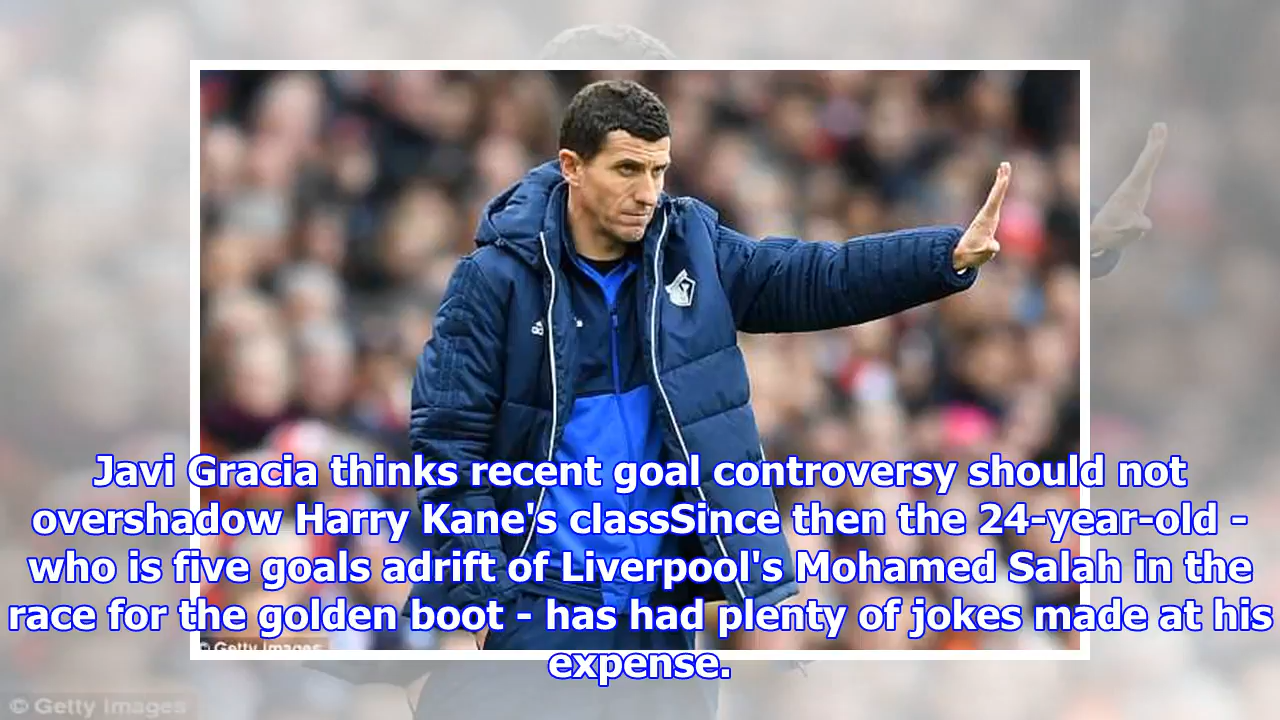 Javi Gracia thinks recent goal controversy should not
overshadow Harry Kane's classSince then the 24-year-old -
who is five goals adrift of Liverpool's Mohamed Salah in the
race for the golden boot - has had plenty of jokes made at his
expense.
© Getty Images
© Getty Images